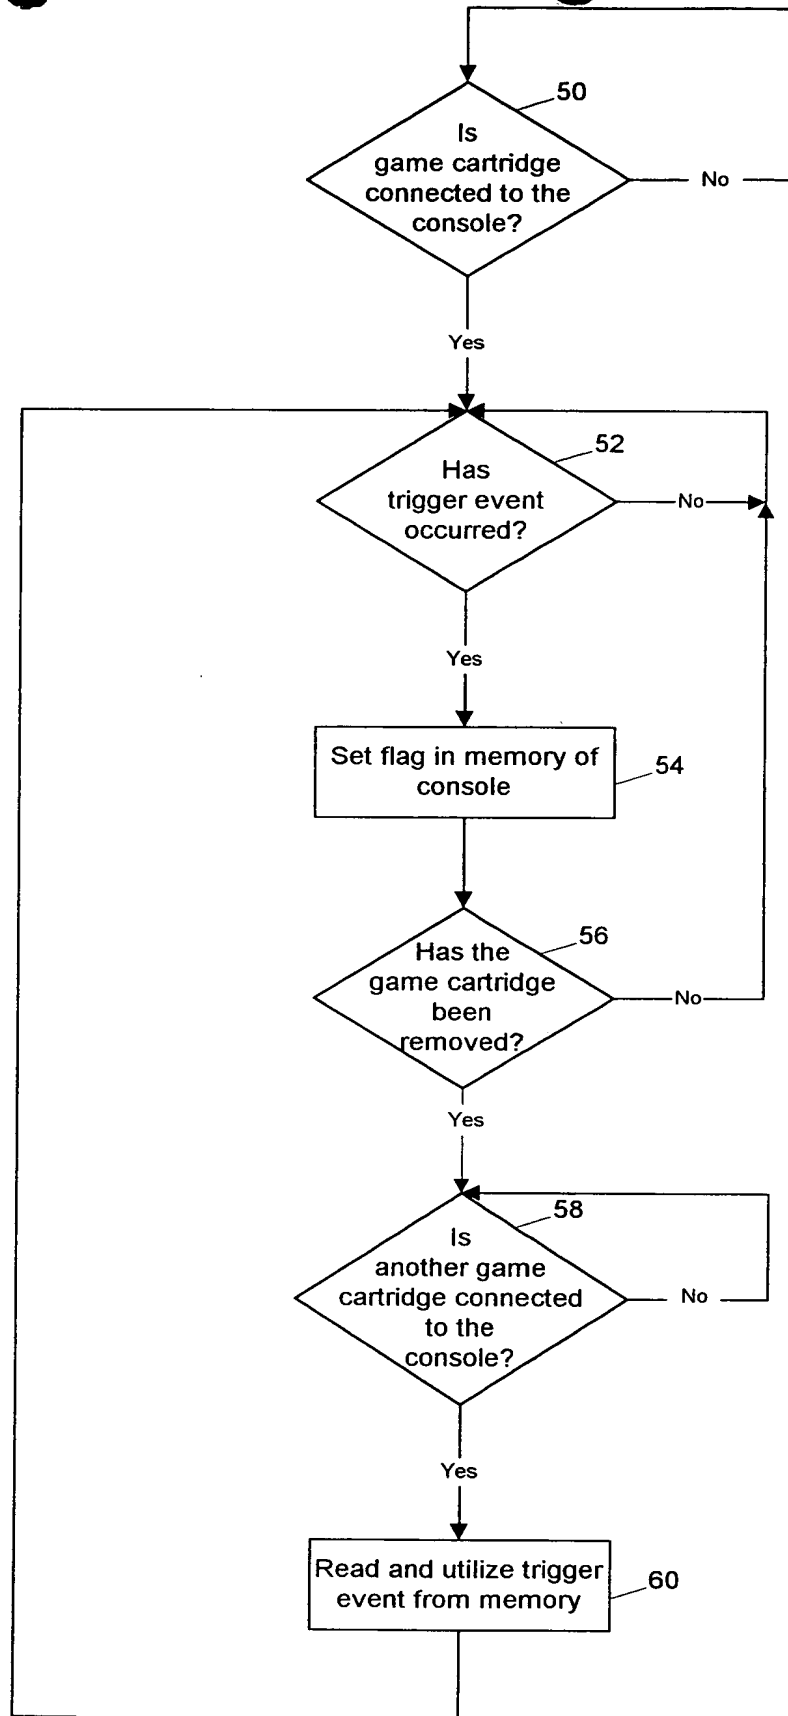 50
Is
game cartridge
connected to the
console?
No
Yes
52
Has
trigger event
occurred?
No
Yes
Set flag in memory of
console
54
56
Has the
game cartridge
been
removed?
No
Yes
58
Is
another game
cartridge connected
to the
console?
No
Yes
Read and utilize trigger
event from memory
60